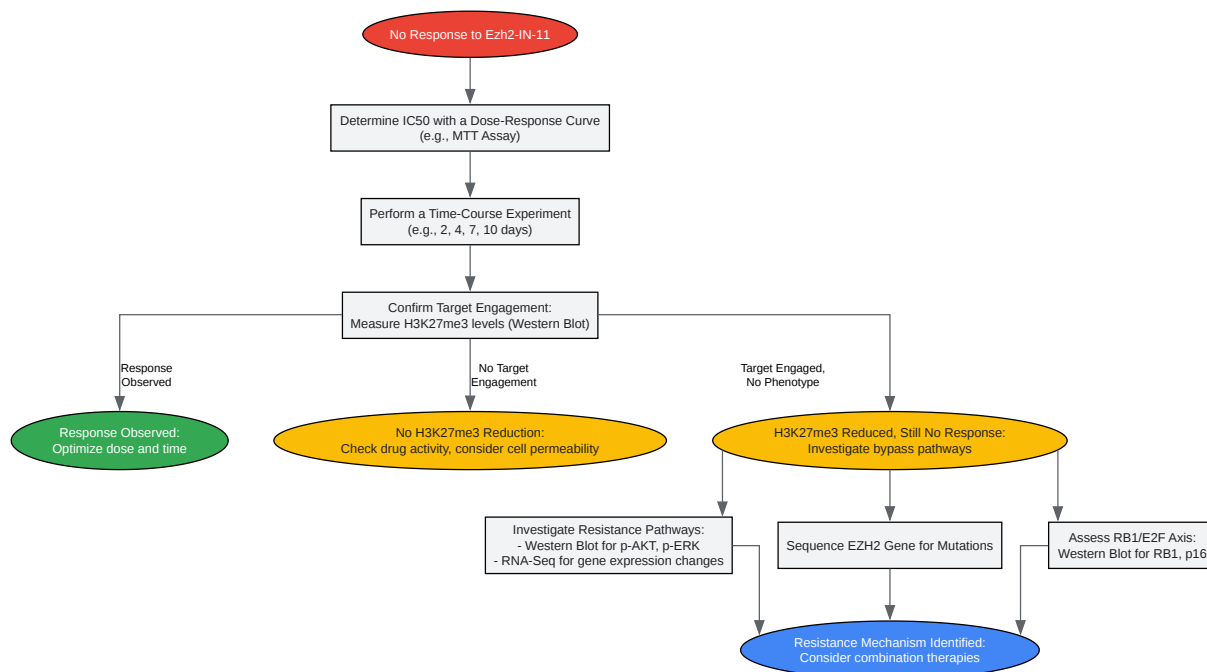 No Response to Ezh2-IN-11
Determine IC50 with a Dose-Response Curve
(e.g., MTT Assay)
Perform a Time-Course Experiment
(e.g., 2, 4, 7, 10 days)
Confirm Target Engagement:
Measure H3K27me3 levels (Western Blot)
Response
Observed
No Target
Engagement
Target Engaged,
No Phenotype
Response Observed:
Optimize dose and time
No H3K27me3 Reduction:
Check drug activity, consider cell permeability
H3K27me3 Reduced, Still No Response:
Investigate bypass pathways
Investigate Resistance Pathways:
- Western Blot for p-AKT, p-ERK
- RNA-Seq for gene expression changes
Sequence EZH2 Gene for Mutations
Assess RB1/E2F Axis:
Western Blot for RB1, p16
Resistance Mechanism Identified:
Consider combination therapies